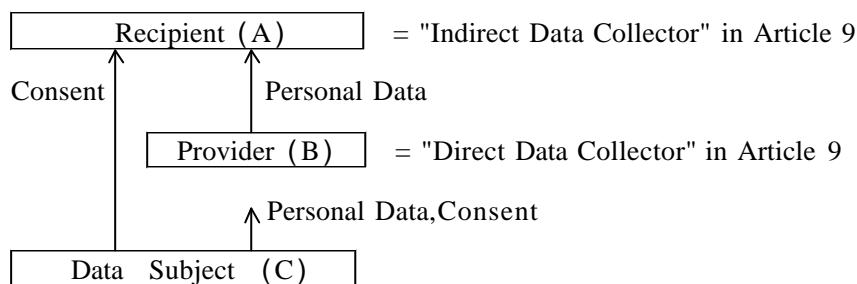 Recipient (A) = "Indirect Data Collector" in Article 9
Consent Personal Data
Provider (B) = "Direct Data Collector" in Article 9
Personal Data,Consent
Data Subject (C)